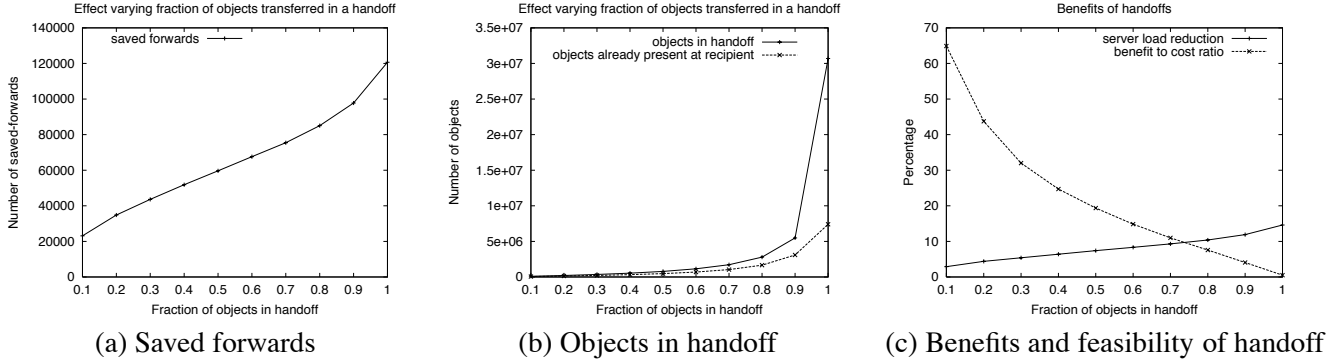 Effect varying fraction of objects transferred in a handoff
140000
120000
100000
80000
60000
40000
20000
0
saved forwards
Number of saved-forwards
0.1 0.2 0.3 0.4 0.5 0.6 0.7 0.8 0.9 1
Fraction of objects in handoff
(a) Saved forwards
Effect varying fraction of objects transferred in a handoff
3.5e+07
3e+07
2.5e+07
2e+07
1.5e+07
1e+07
5e+06
0
objects in handoff
objects already present at recipient
Number of objects
0.1 0.2 0.3 0.4 0.5 0.6 0.7 0.8 0.9 1
Fraction of objects in handoff
(b) Objects in handoff
Benefits of handoffs
70
60
50
40
30
20
10
0
server load reduction
benefit to cost ratio
Percentage
0.1 0.2 0.3 0.4 0.5 0.6 0.7 0.8 0.9 1
Fraction of objects in handoff
(c) Benefits and feasibility of handoff